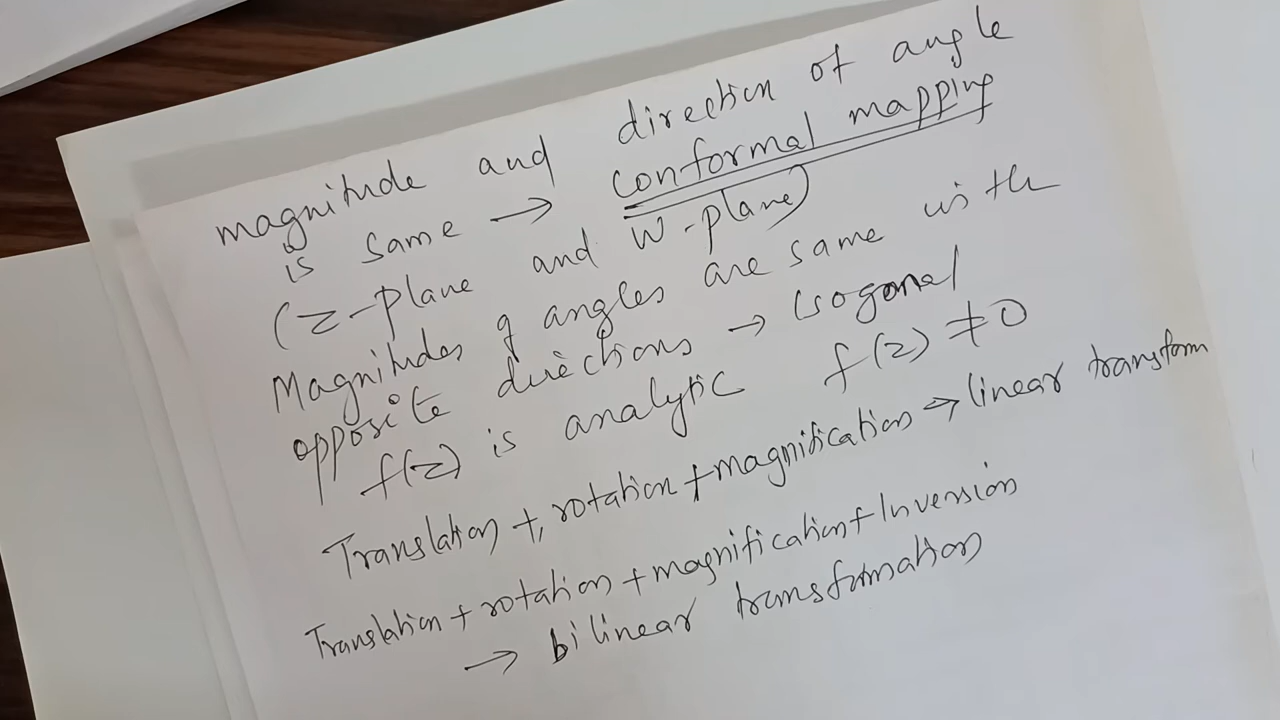 magnitude and direction of angle
is same → conformal mapping
(z-plane and w-plane)
Magnitudes of angles are same with
opposite directions → isogonal
f(z) is analytic f(z) ≠ 0
Translation +, rotation + magnification → linear transform
Translation + rotation + magnification + Inversion
→ bilinear transformation